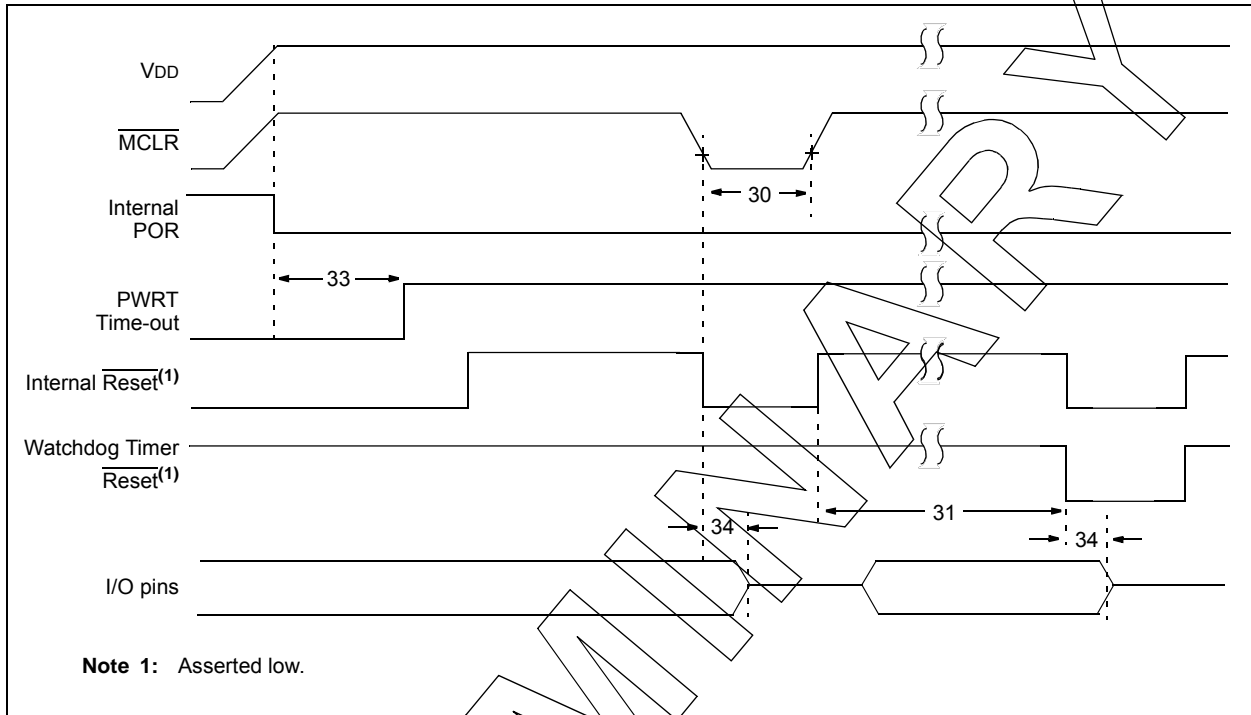 VDD
MCLR
Internal
POR
PWRT
Time-out
Internal Reset(1)
Watchdog Timer
Reset(1)
I/O pins
30
33
31
34
34
Note 1: Asserted low.
MINARY